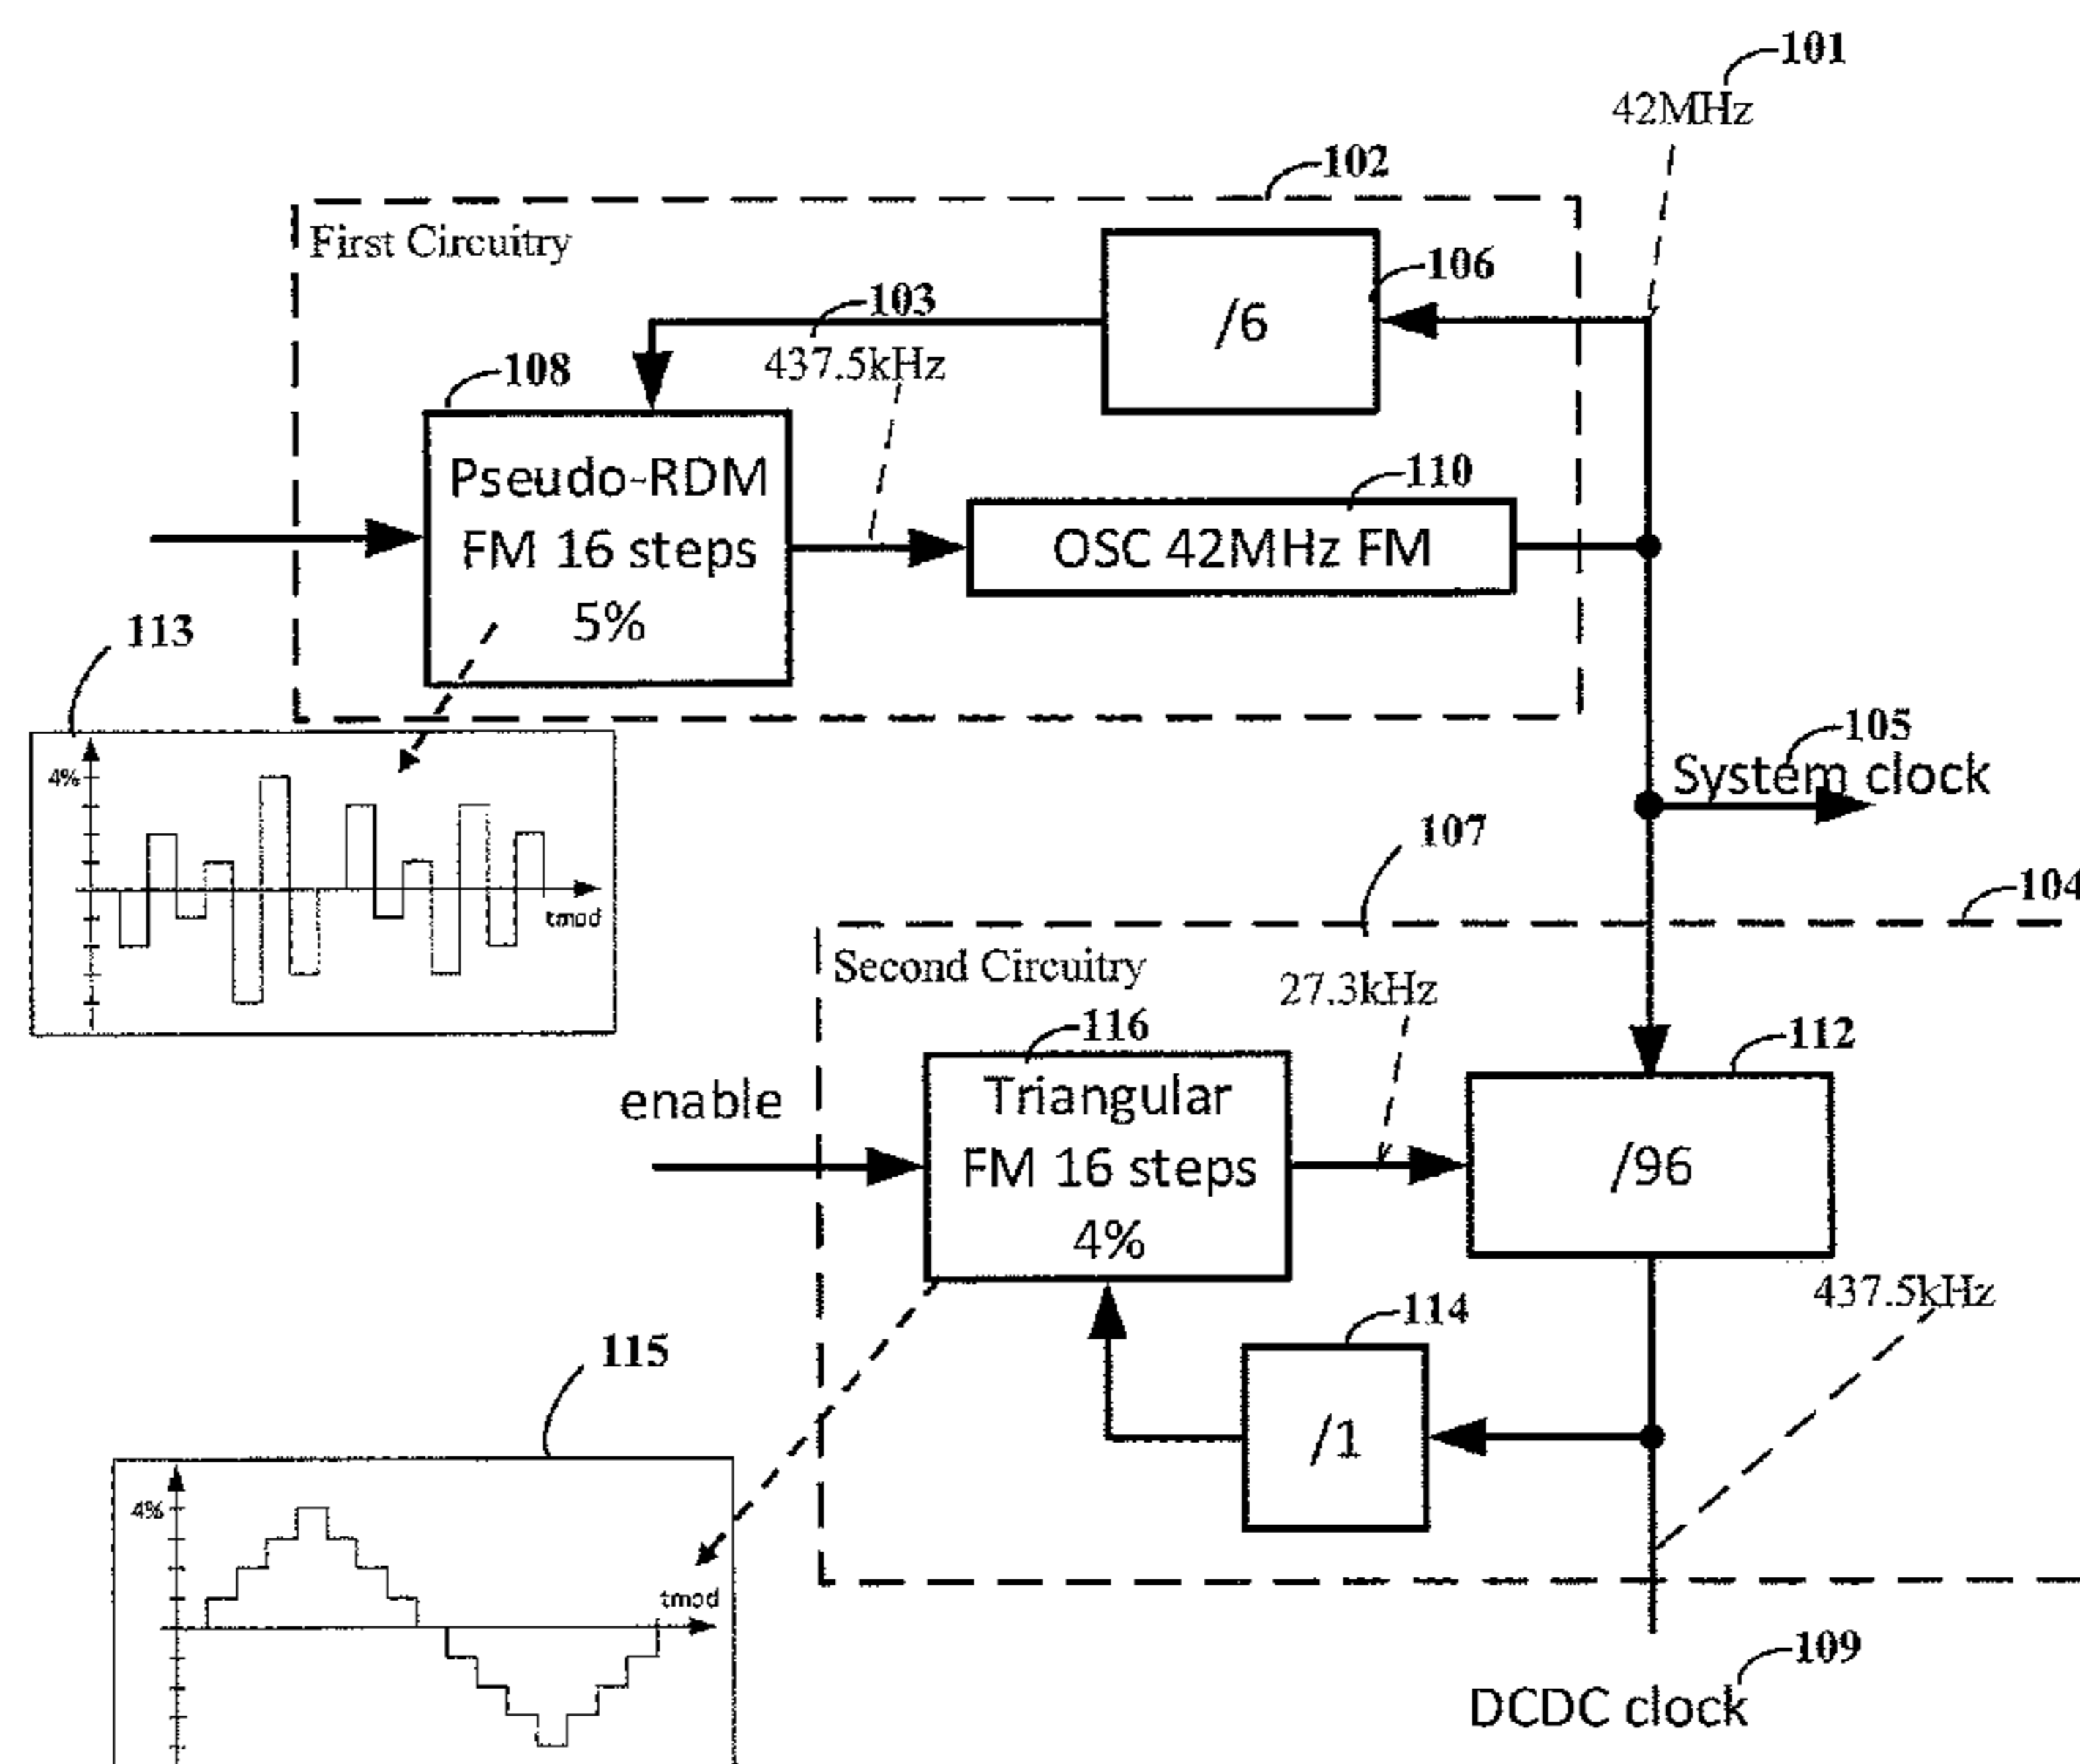 101
42MHz
102
First Circuitry
106
/6
103
437.5kHz
108
Pseudo-RDM
FM 16 steps
5%
110
OSC 42MHz FM
113
4%
tmod
105
System clock
107
104
Second Circuitry
27.3kHz
116
Triangular
FM 16 steps
4%
enable
112
/96
437.5kHz
114
/1
115
4%
tmod
109
DCDC clock